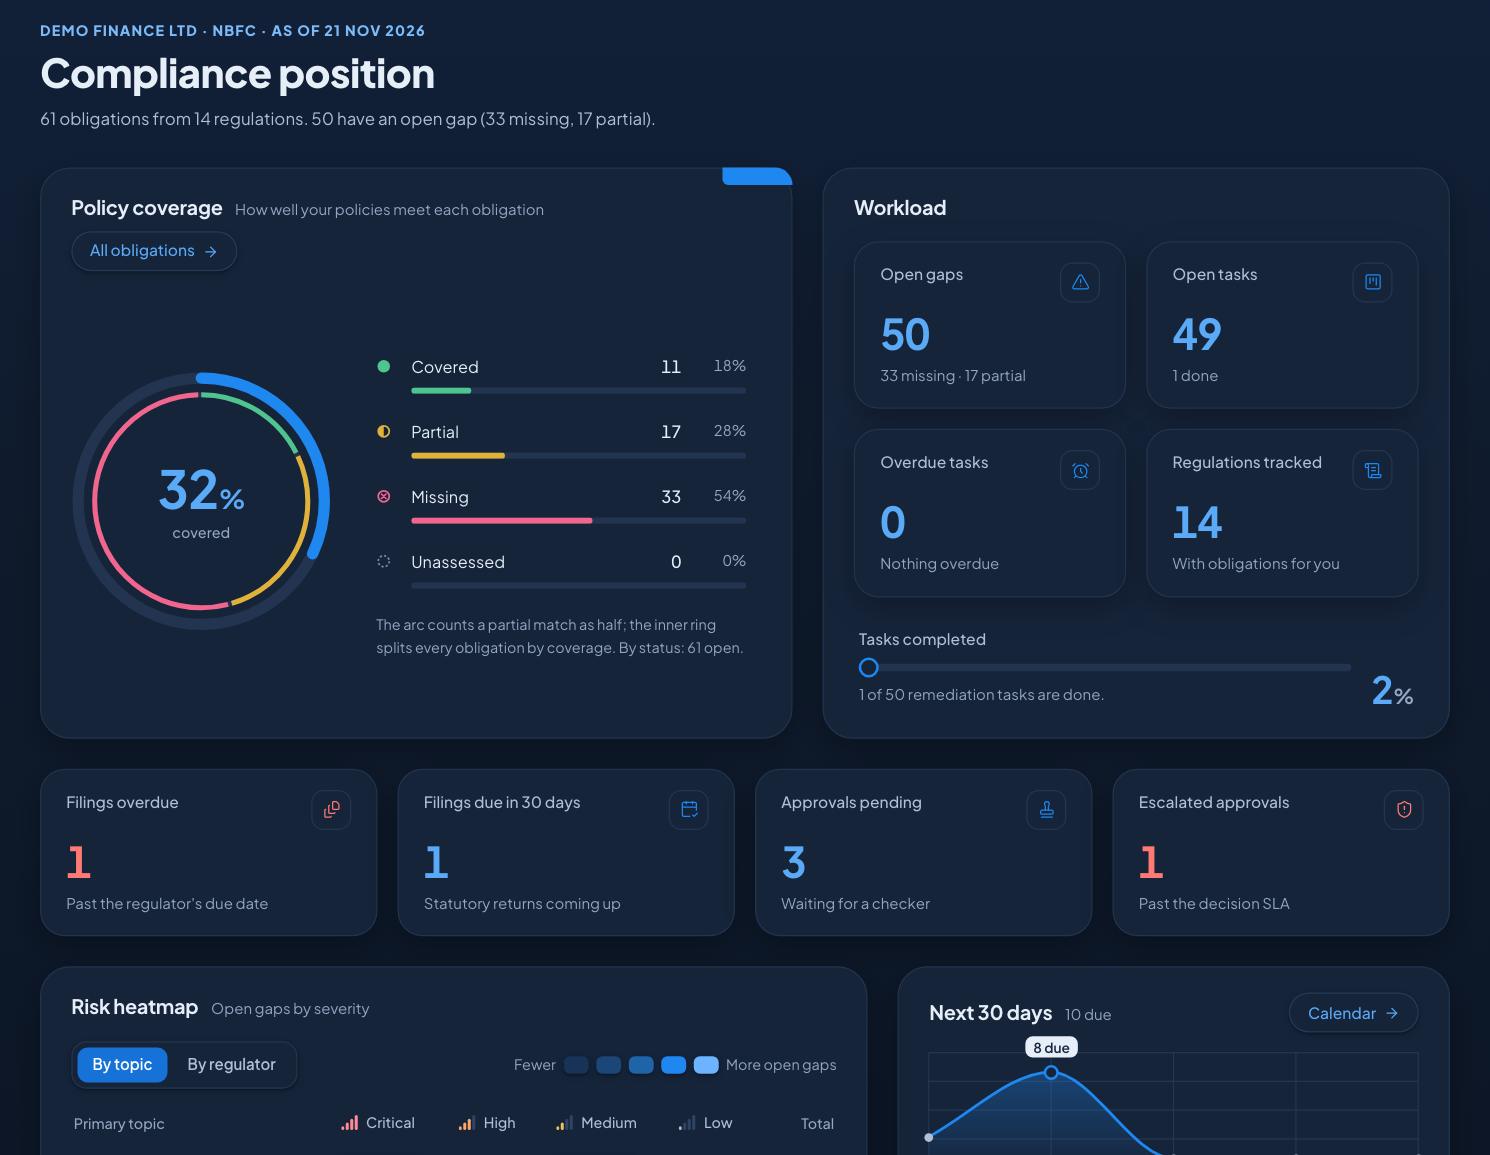 DEMO FINANCE LTD · NBFC · AS OF 21 NOV 2026
Compliance position
61 obligations from 14 regulations. 50 have an open gap (33 missing, 17 partial).
Policy coverage How well your policies meet each obligation
All obligations →
32%
covered
Covered 11 18%
Partial 17 28%
Missing 33 54%
Unassessed 0 0%
The arc counts a partial match as half; the inner ring
splits every obligation by coverage. By status: 61 open.
Workload
Open gaps
50
33 missing · 17 partial
Open tasks
49
1 done
Overdue tasks
0
Nothing overdue
Regulations tracked
14
With obligations for you
Tasks completed
1 of 50 remediation tasks are done.
2%
Filings overdue
1
Past the regulator's due date
Filings due in 30 days
1
Statutory returns coming up
Approvals pending
3
Waiting for a checker
Escalated approvals
1
Past the decision SLA
Risk heatmap Open gaps by severity
By topic By regulator
Fewer More open gaps
Primary topic Critical High Medium Low Total
Next 30 days 10 due
Calendar →
8 due